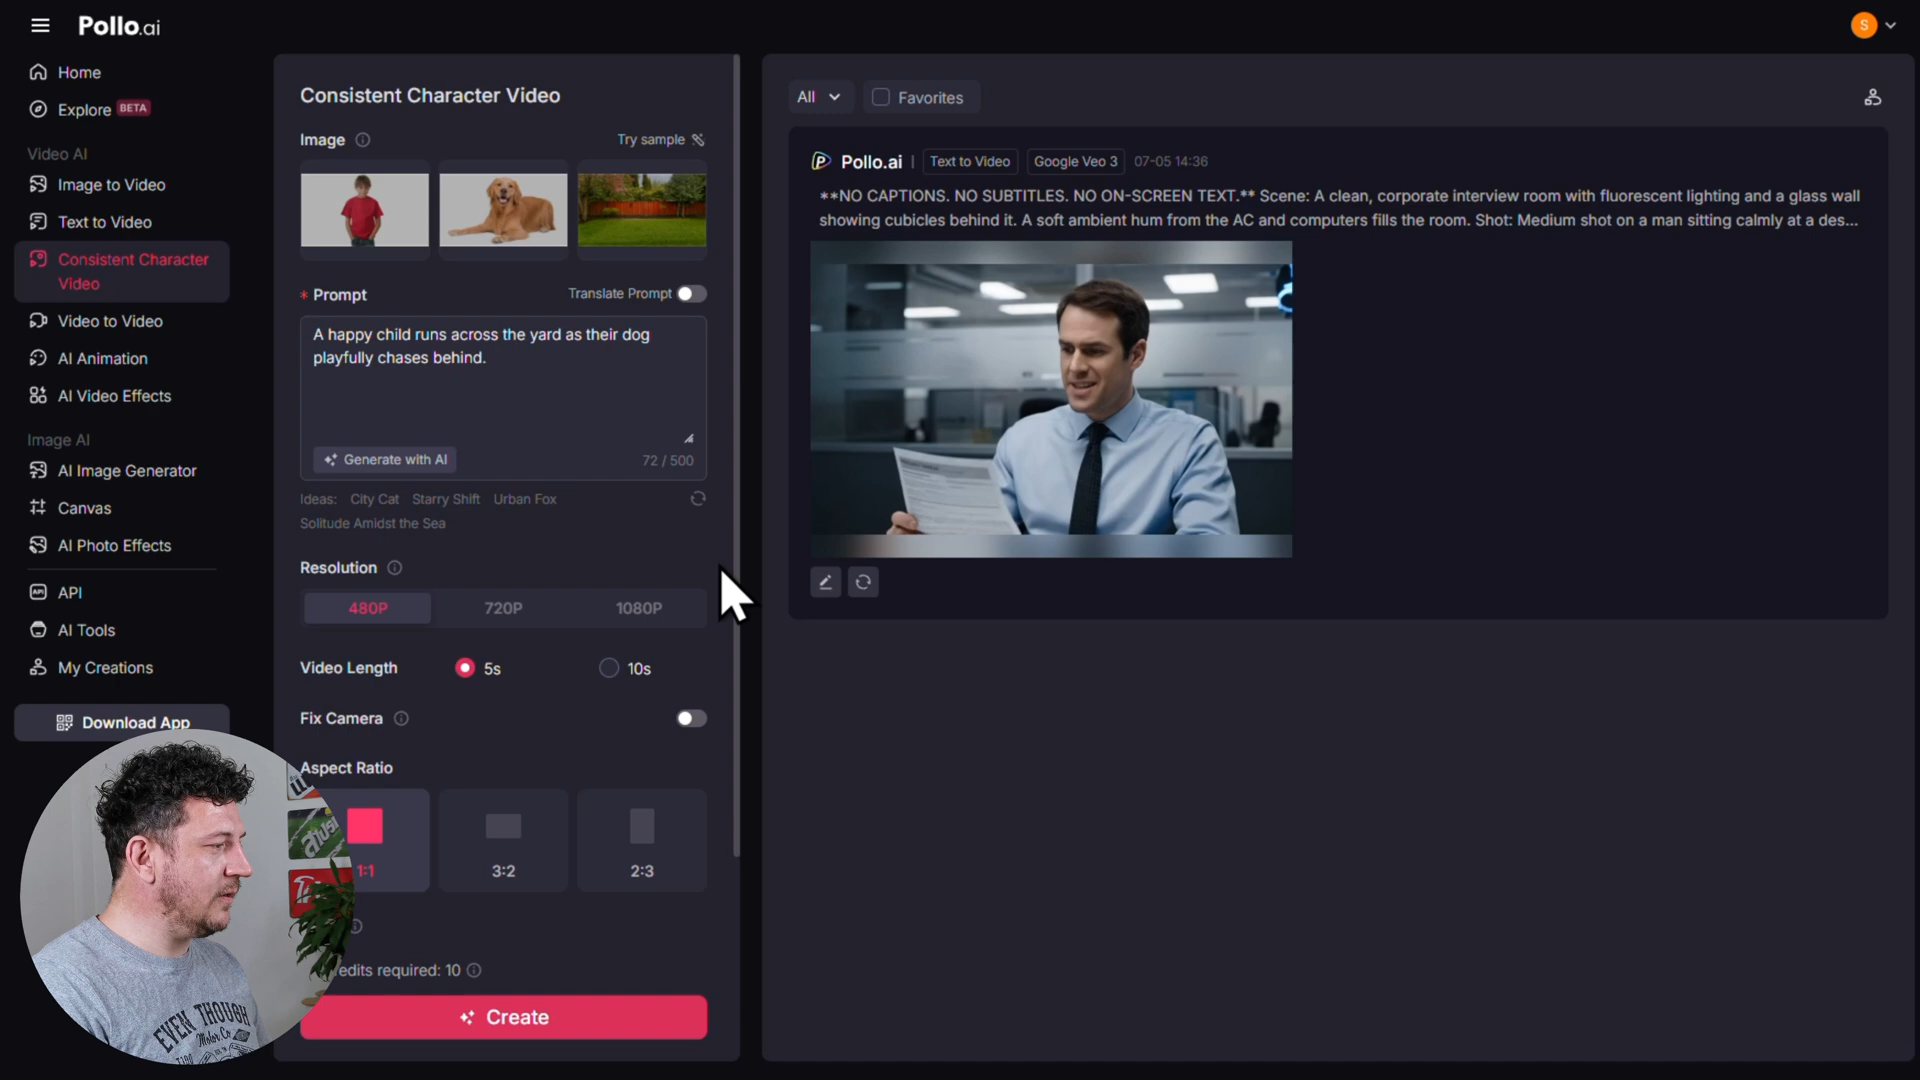 Pollo.ai
S
Home
Explore BETA
Video AI
Image to Video
Text to Video
Consistent Character
Video
Video to Video
AI Animation
AI Video Effects
Image AI
AI Image Generator
Canvas
AI Photo Effects
API
AI Tools
My Creations
Download App
Consistent Character Video
Image
Try sample
* Prompt
Translate Prompt
A happy child runs across the yard as their dog
playfully chases behind.
Generate with AI
72 / 500
Ideas: City Cat Starry Shift Urban Fox
Solitude Amidst the Sea
Resolution
480P 720P 1080P
Video Length 5s 10s
Fix Camera
Aspect Ratio
1:1 3:2 2:3
edits required: 10
Create
All
Favorites
Pollo.ai | Text to Video Google Veo 3 07-05 14:36
**NO CAPTIONS. NO SUBTITLES. NO ON-SCREEN TEXT.** Scene: A clean, corporate interview room with fluorescent lighting and a glass wall
showing cubicles behind it. A soft ambient hum from the AC and computers fills the room. Shot: Medium shot on a man sitting calmly at a des...
EVEN THOUGH
Motor Co